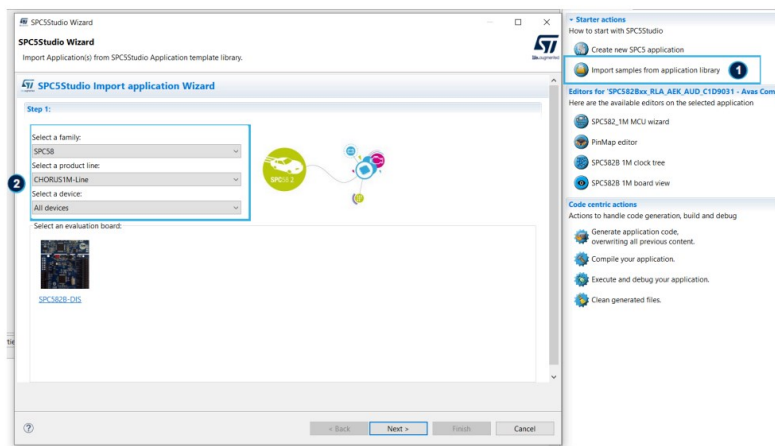 SPC5Studio Wizard
SPC5Studio Wizard
Import Application(s) from SPC5Studio Application template library.
SPC5Studio Import application Wizard
Step 1:
Select a family:
SPC58
Select a product line:
CHORUS1M-Line
2
Select a device:
All devices
SPC58 2
Select an evaluation board:
SPC582B-DIS
< Back
Next >
Finish
Cancel
Starter actions
How to start with SPC5Studio
Create new SPC5 application
Import samples from application library
1
Editors for 'SPC582Bxx_RLA_AEK_AUD_C1D9031 - Avas Com
Here are the available editors on the selected application
SPC582_1M MCU wizard
PinMap editor
SPC582B 1M clock tree
SPC582B 1M board view
Code centric actions
Actions to handle code generation, build and debug
Generate application code,
overwriting all previous content.
Compile your application.
Execute and debug your application.
Clean generated files.